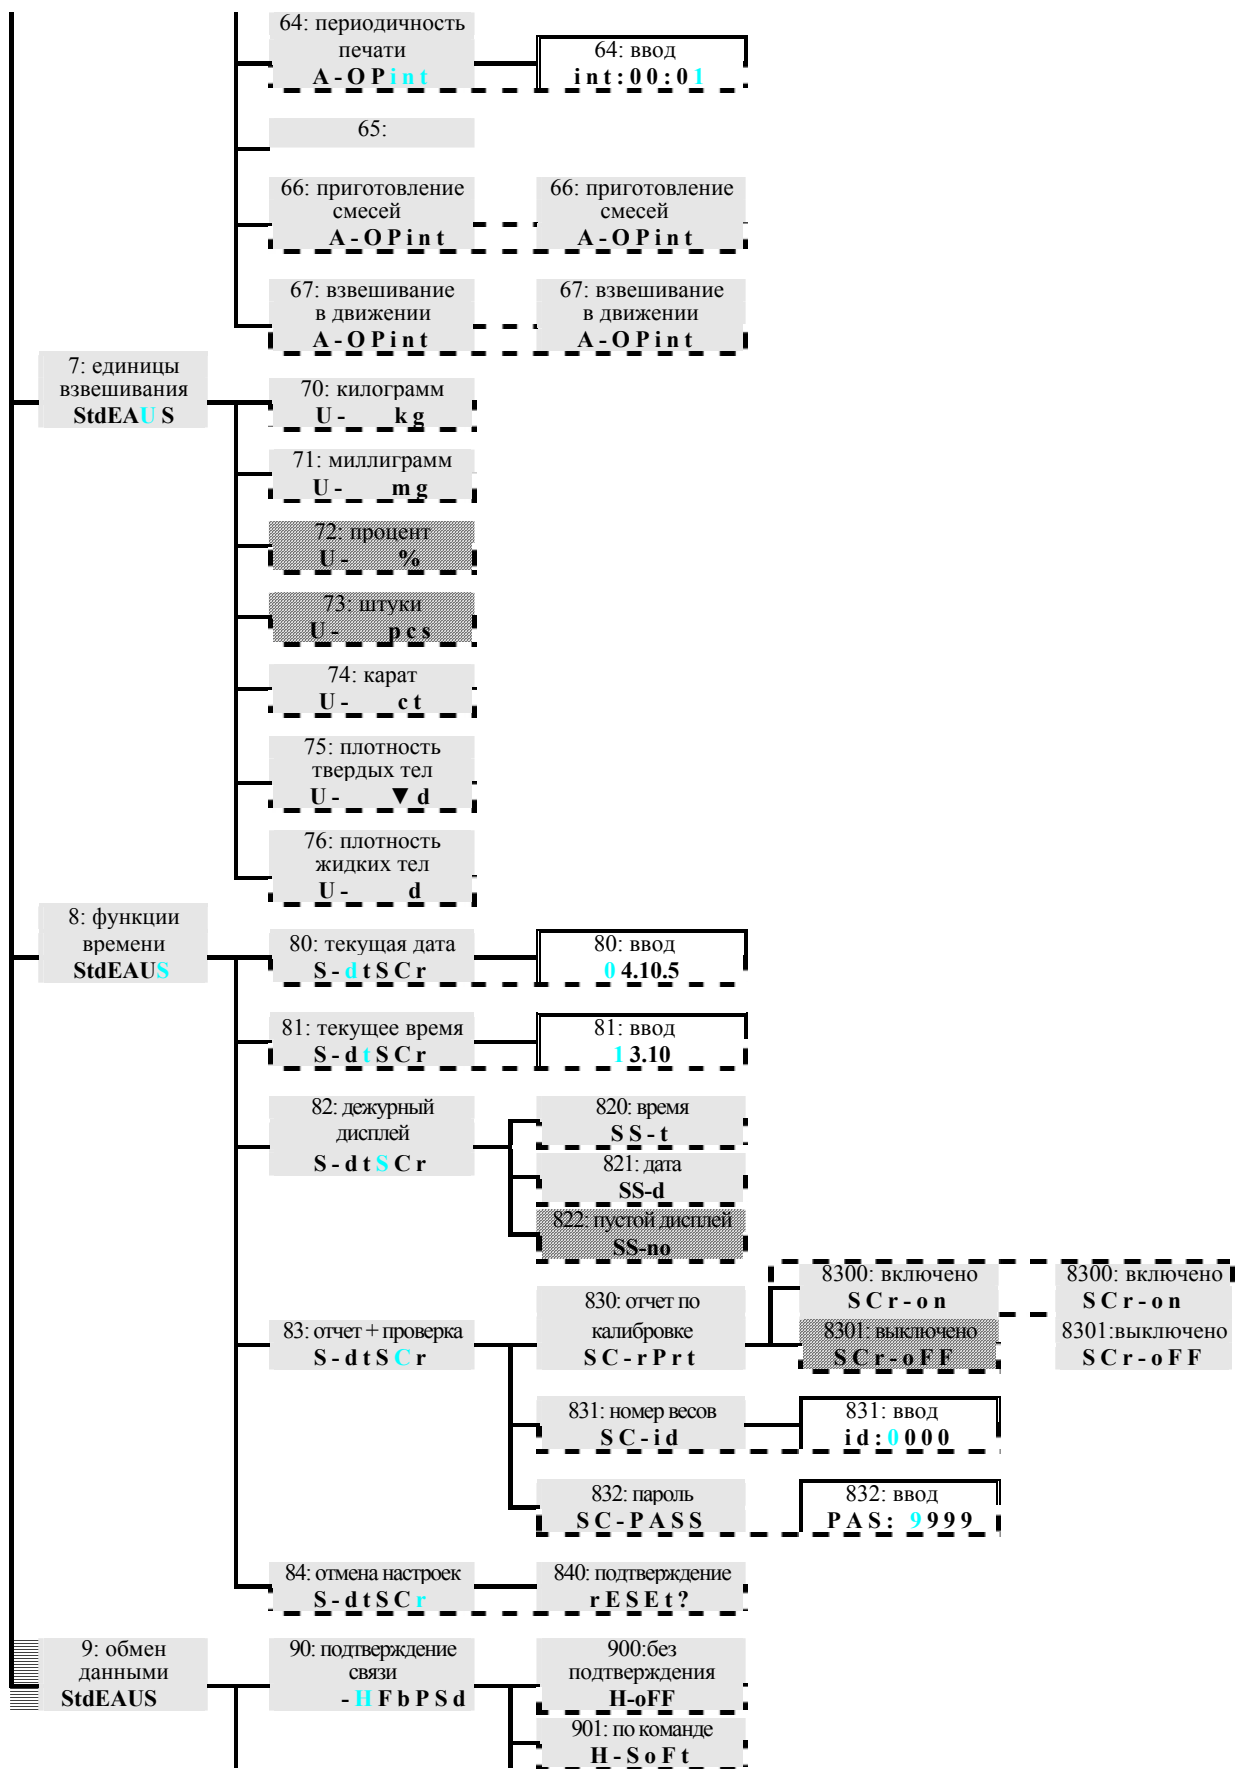 64: периодичность
печати
A-OPint
64: ввод
int:00:01
65:
66: приготовление
смесей
A-OPint
66: приготовление
смесей
A-OPint
67: взвешивание
в движении
A-OPint
67: взвешивание
в движении
A-OPint
7: единицы
взвешивания
StdEAU S
70: килограмм
U- kg
71: миллиграмм
U- mg
72: процент
U- %
73: штуки
U- pcs
74: карат
U- ct
75: плотность
твердых тел
U- ▼ d
76: плотность
жидких тел
U- d
8: функции
времени
StdEAUS
80: текущая дата
S-dtSCr
80: ввод
04.10.5
81: текущее время
S-dtSCr
81: ввод
13.10
82: дежурный
дисплей
S-dtSCr
820: время
SS-t
821: дата
SS-d
822: пустой дисплей
SS-no
83: отчет + проверка
S-dtSCr
830: отчет по
калибровке
SC-rPrt
8300: включено
SCr-on
8301: выключено
SCr-oFF
8300: включено
SCr-on
8301:выключено
SCr-oFF
831: номер весов
SC-id
831: ввод
id:0000
832: пароль
SC-PASS
832: ввод
PAS: 9999
84: отмена настроек
S-dtSCr
840: подтверждение
rESEt?
9: обмен
данными
StdEAUS
90: подтверждение
связи
-HFbPSd
900:без
подтверждения
H-oFF
901: по команде
H-SoFt